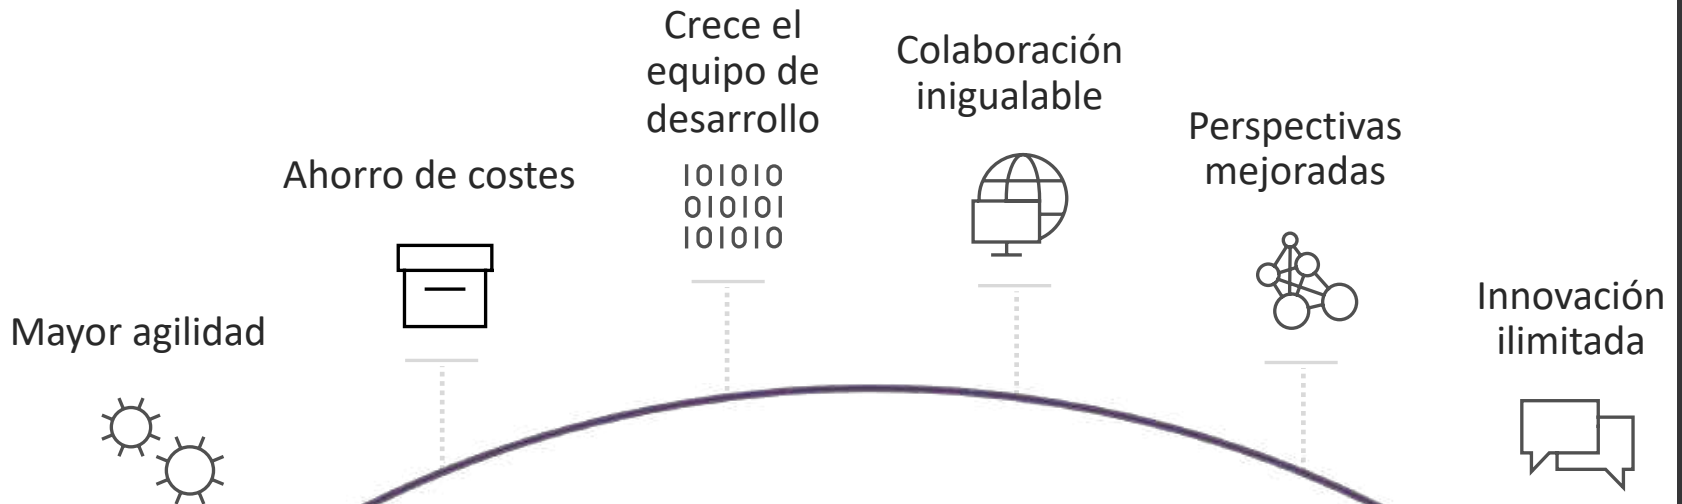 Mayor agilidad
Ahorro de costes
Crece el
equipo de
desarrollo
101010
010101
101010
Colaboración
inigualable
Perspectivas
mejoradas
Innovación
ilimitada